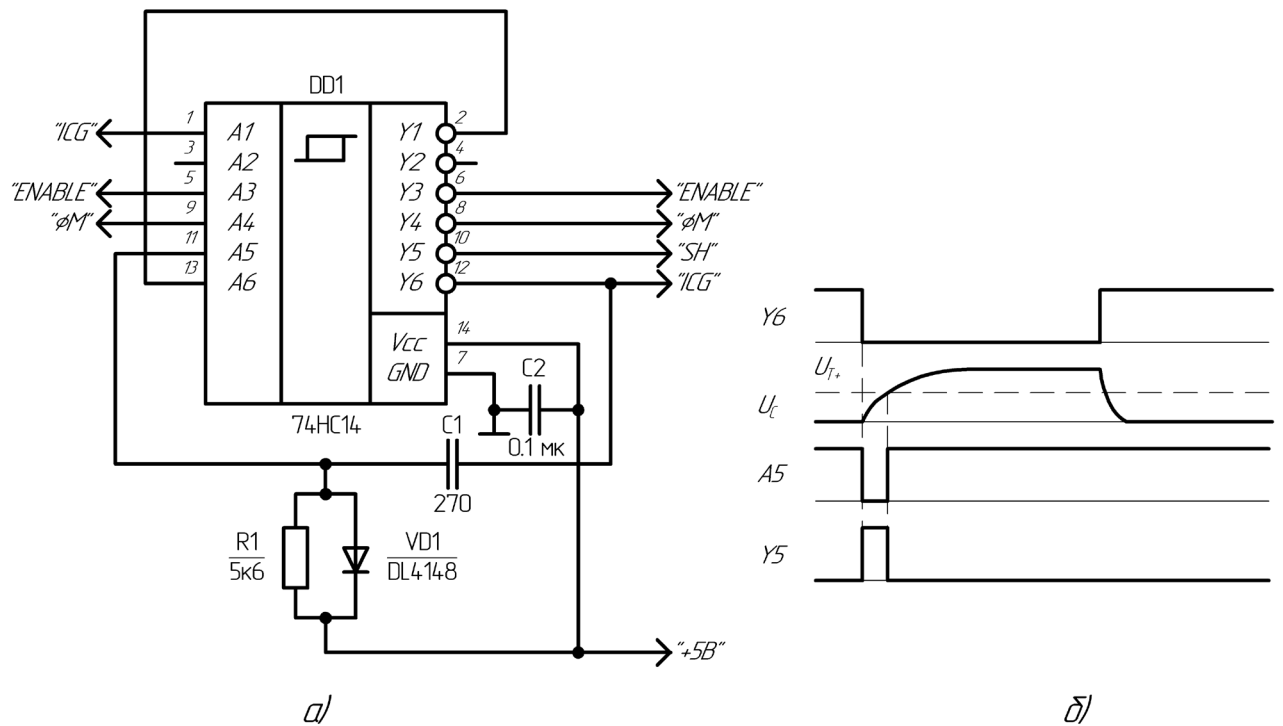 DD1
"ICG" 1 A1 Y1 2
3 A2 Y2 4
"ENABLE" 5 A3 Y3 6 "ENABLE"
"φM" 9 A4 Y4 8 "φM"
11 A5 Y5 10 "SH"
13 A6 Y6 12 "ICG"
Vcc 14
GND 7
74HC14
C2
0.1 мк
C1
270
R1
5к6
VD1
DL4148
"+5В"
а)
Y6
UT+
UC
A5
Y5
б)